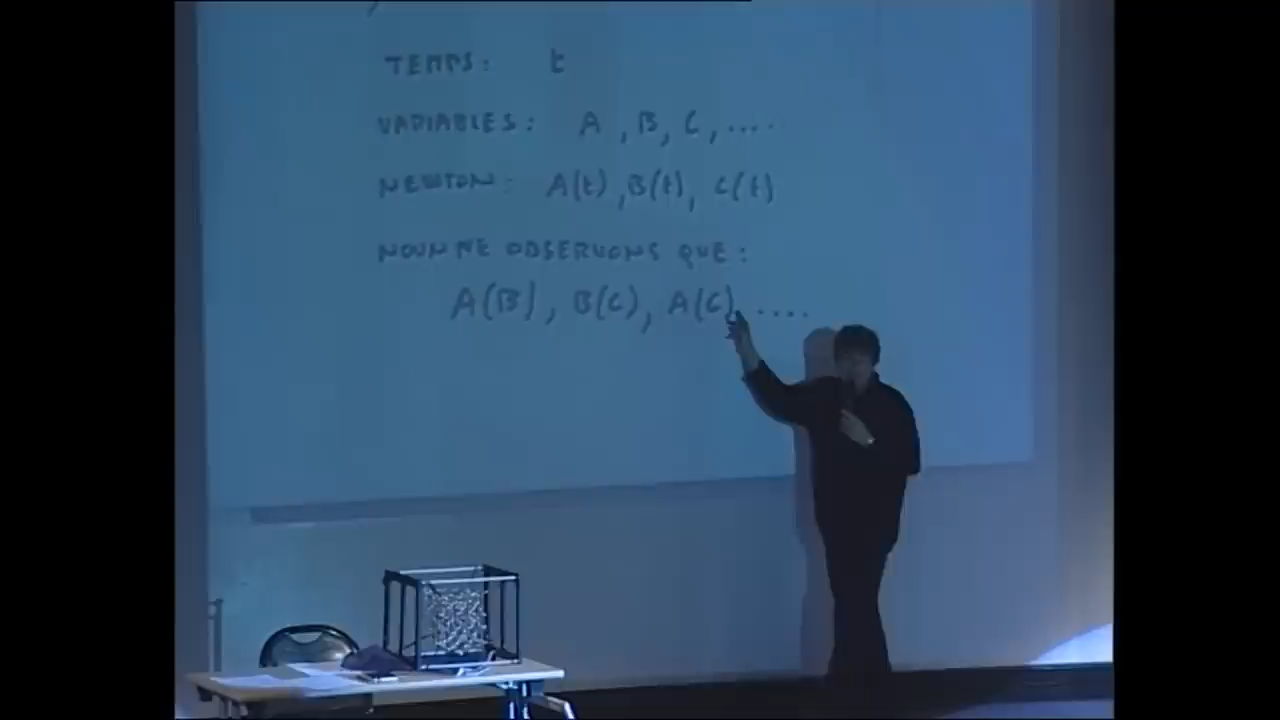 TEMPS: t
VARIABLES: A, B, C, ....
NEWTON: A(t), B(t), C(t)
NOUS NE OBSERVONS QUE:
A(B), B(C), A(C), ....